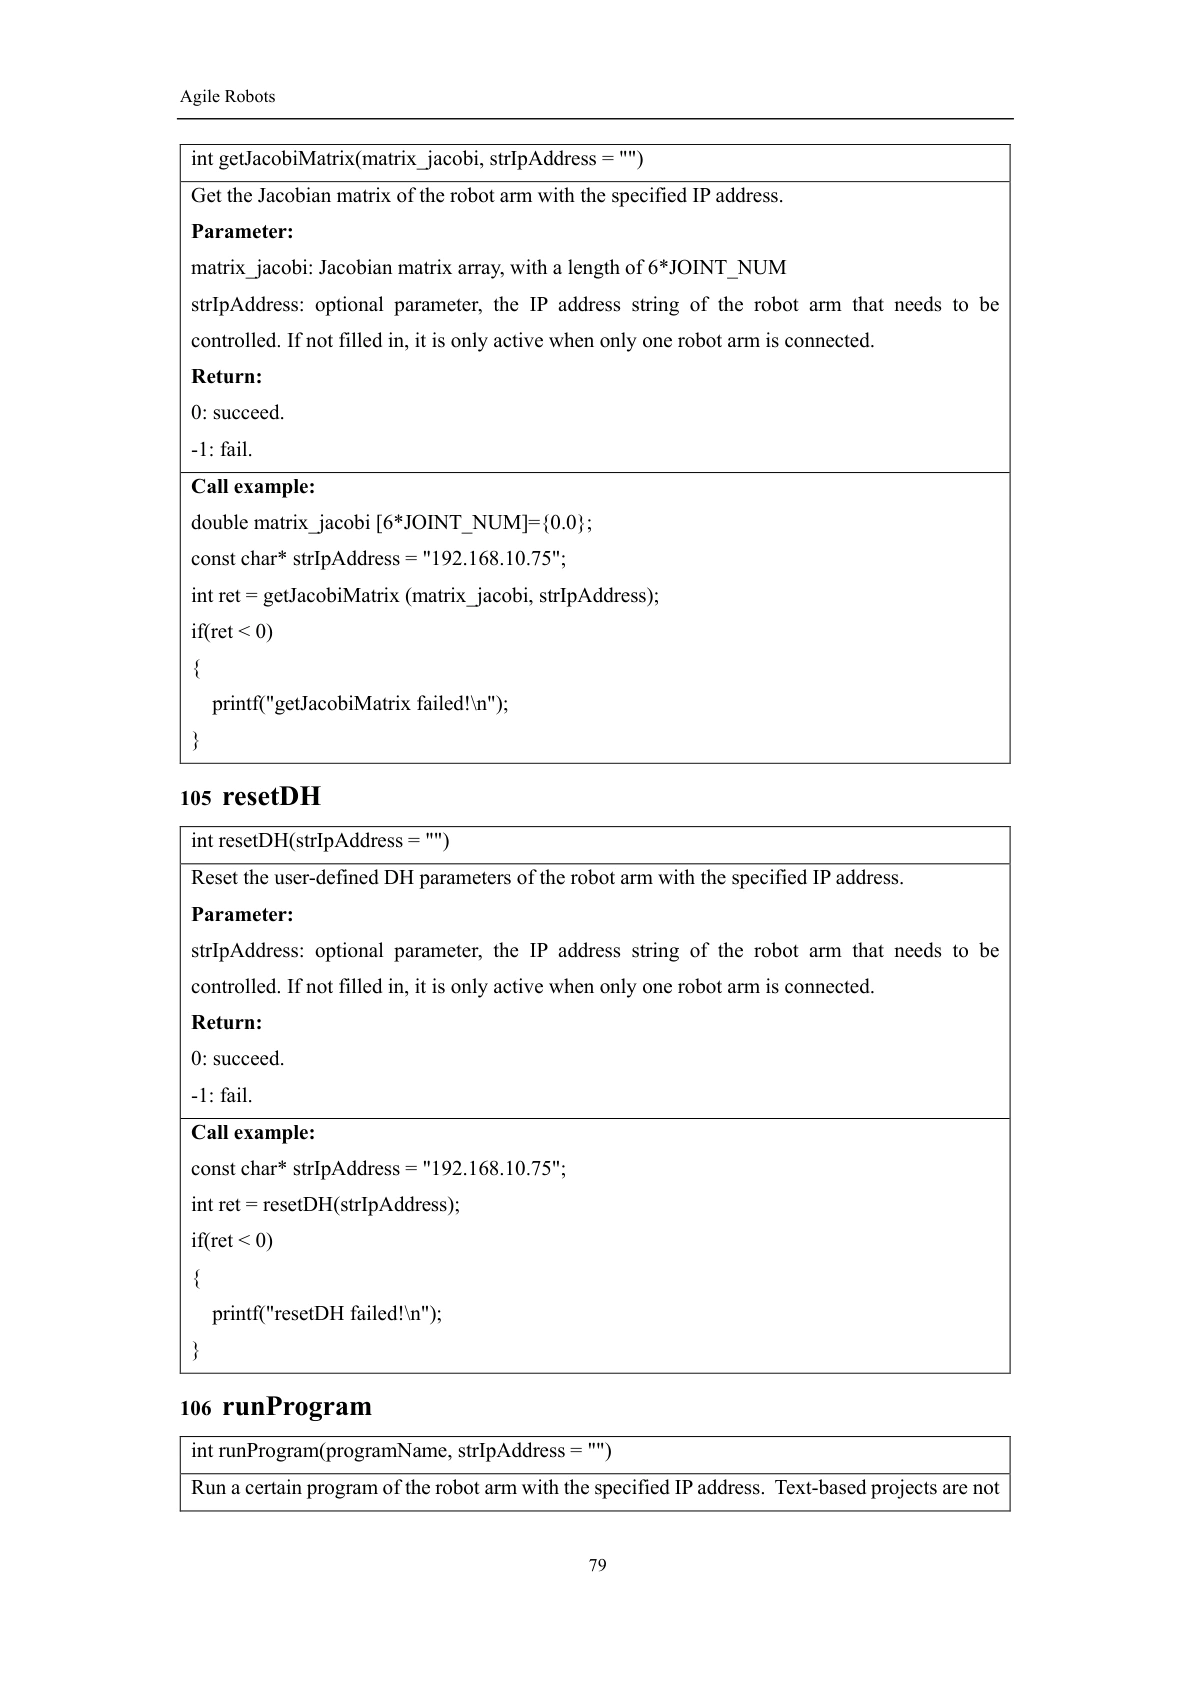 Agile Robots
int getJacobiMatrix(matrix_jacobi, strIpAddress = "")
Get the Jacobian matrix of the robot arm with the specified IP address.
Parameter:
matrix_jacobi: Jacobian matrix array, with a length of 6*JOINT_NUM
strIpAddress: optional parameter, the IP address string of the robot arm that needs to be
controlled. If not filled in, it is only active when only one robot arm is connected.
Return:
0: succeed.
-1: fail.
Call example:
double matrix_jacobi [6*JOINT_NUM]={0.0};
const char* strIpAddress = "192.168.10.75";
int ret = getJacobiMatrix (matrix_jacobi, strIpAddress);
if(ret < 0)
{
printf("getJacobiMatrix failed!\n");
}
105 resetDH
int resetDH(strIpAddress = "")
Reset the user-defined DH parameters of the robot arm with the specified IP address.
Parameter:
strIpAddress: optional parameter, the IP address string of the robot arm that needs to be
controlled. If not filled in, it is only active when only one robot arm is connected.
Return:
0: succeed.
-1: fail.
Call example:
const char* strIpAddress = "192.168.10.75";
int ret = resetDH(strIpAddress);
if(ret < 0)
{
printf("resetDH failed!\n");
}
106 runProgram
int runProgram(programName, strIpAddress = "")
Run a certain program of the robot arm with the specified IP address.  Text-based projects are not
79